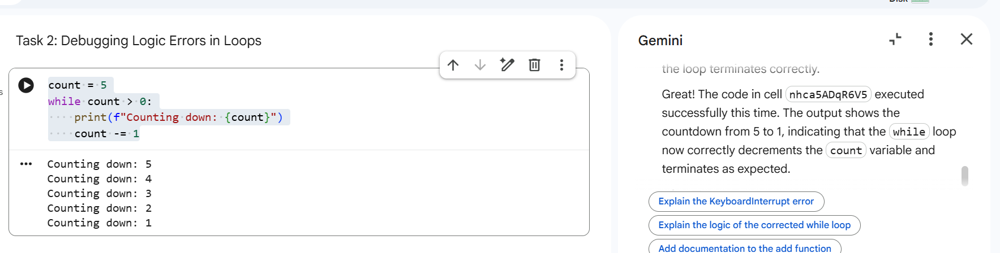 Task 2: Debugging Logic Errors in Loops
count = 5
while count > 0:
    print(f"Counting down: {count}")
    count -= 1
Counting down: 5
Counting down: 4
Counting down: 3
Counting down: 2
Counting down: 1
Gemini
the loop terminates correctly.
Great! The code in cell nhca5ADqR6V5 executed
successfully this time. The output shows the
countdown from 5 to 1, indicating that the while loop
now correctly decrements the count variable and
terminates as expected.
Explain the KeyboardInterrupt error
Explain the logic of the corrected while loop
Add documentation to the add function